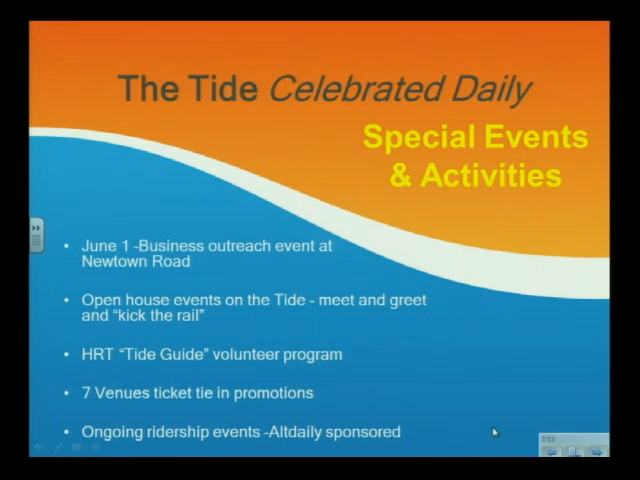 The Tide Celebrated Daily
Special Events
& Activities
• June 1 -Business outreach event at
Newtown Road
• Open house events on the Tide - meet and greet
and “kick the rail”
• HRT “Tide Guide” volunteer program
• 7 Venues ticket tie in promotions
• Ongoing ridership events -Altdaily sponsored
7/13